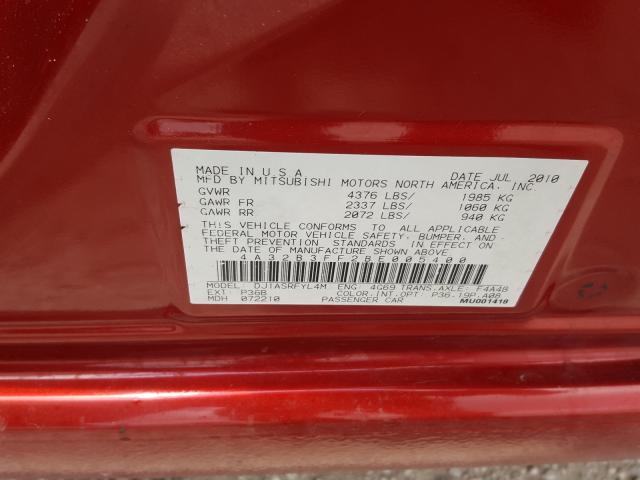 MADE IN U.S.A DATE JUL 2010
MFD BY MITSUBISHI MOTORS NORTH AMERICA, INC.
GVWR 4376 LBS/ 1985 KG
GAWR FR 2337 LBS/ 1060 KG
GAWR RR 2072 LBS/ 940 KG
THIS VEHICLE CONFORMS TO ALL APPLICABLE
FEDERAL MOTOR VEHICLE SAFETY, BUMPER, AND
THEFT PREVENTION STANDARDS IN EFFECT ON
THE DATE OF MANUFACTURE SHOWN ABOVE.
4A32B3FF2BE005400
MODEL: DJ1ASRFYL4M ENG: 4G69 TRANS.AXLE: F4A4B
EXT: P36B COLOR.INT.OPT: P36.19P.A08
MDH 072210 PASSENGER CAR MU001418